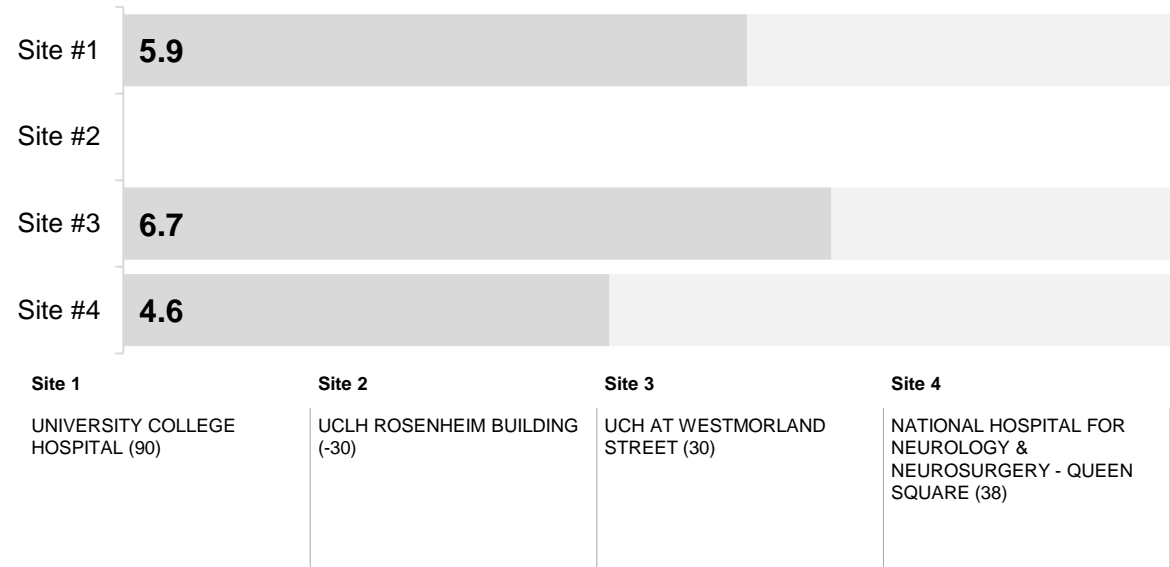 Site #1
5.9
Site #2
Site #3
6.7
Site #4
4.6
Site 1
UNIVERSITY COLLEGE
HOSPITAL (90)
Site 2
UCLH ROSENHEIM BUILDING
(-30)
Site 3
UCH AT WESTMORLAND
STREET (30)
Site 4
NATIONAL HOSPITAL FOR
NEUROLOGY &
NEUROSURGERY - QUEEN
SQUARE (38)